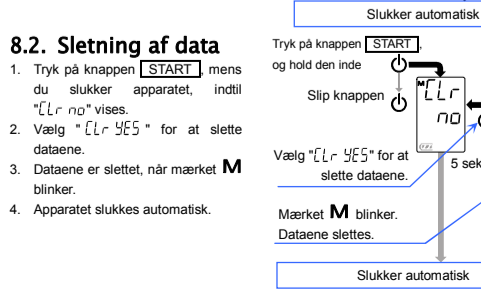 8.2. Sletning af data
1. Tryk på knappen START, mens
du slukker apparatet, indtil
"CLr no" vises.
2. Vælg "CLr YES" for at slette
dataene.
3. Dataene er slettet, når mærket M
blinker.
4. Apparatet slukkes automatisk.
Slukker automatisk
Tryk på knappen START,
og hold den inde
Slip knappen
M
CLr
no
Vælg "CLr YES" for at
slette dataene.
5 sek
Mærket M blinker.
Dataene slettes.
Slukker automatisk